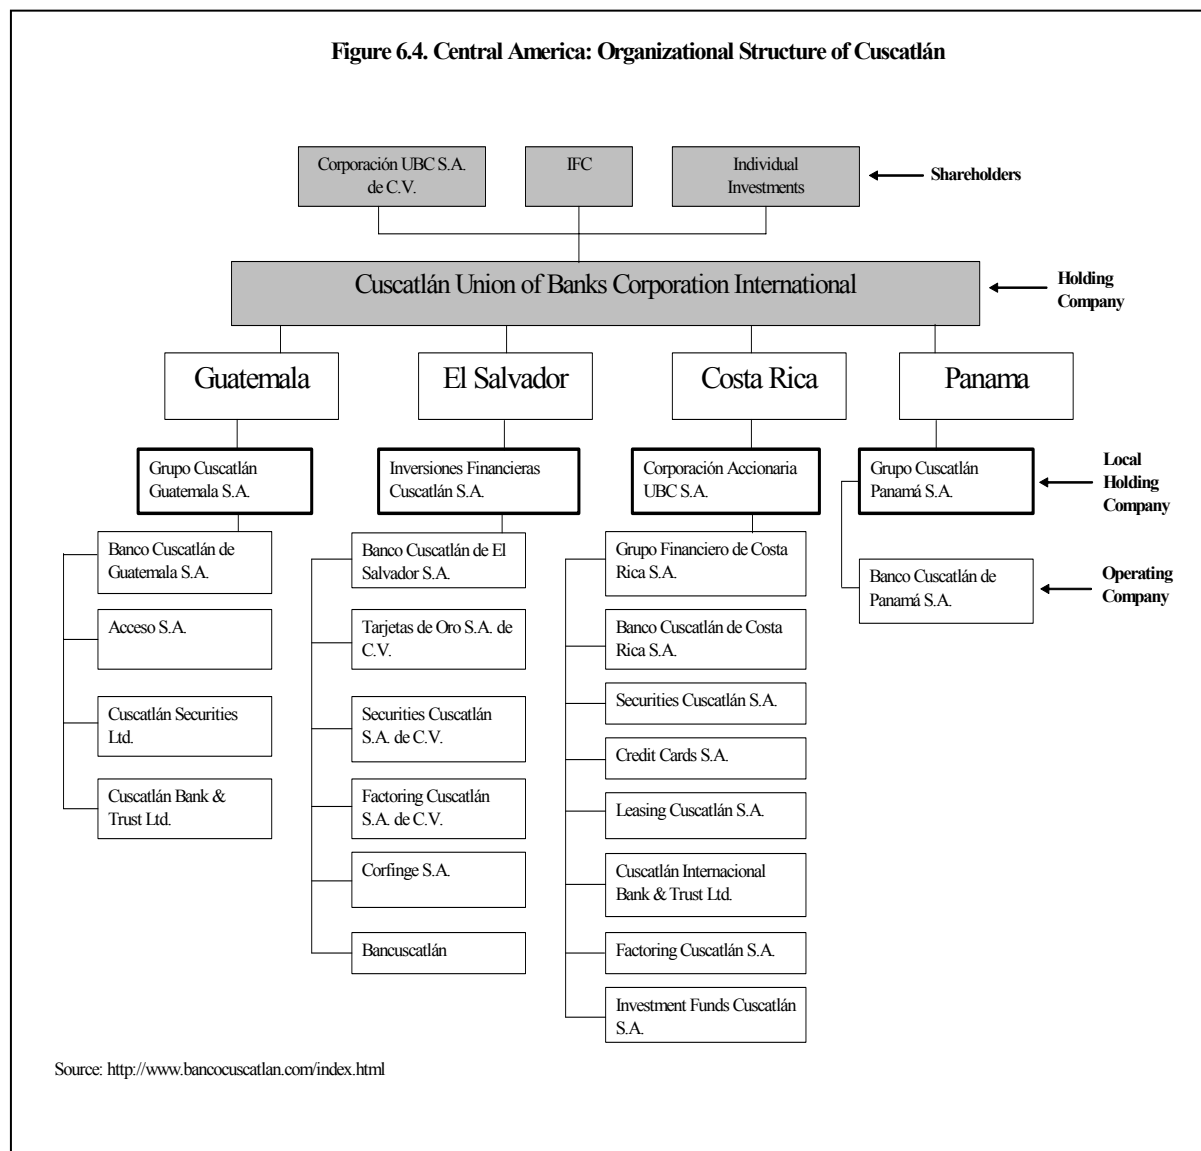 Figure 6.4. Central America: Organizational Structure of Cuscatlán
Corporación UBC S.A.
de C.V.
IFC
Individual
Investments
Shareholders
Cuscatlán Union of Banks Corporation International
Holding
Company
Guatemala
El Salvador
Costa Rica
Panama
Grupo Cuscatlán
Guatemala S.A.
Inversiones Financieras
Cuscatlán S.A.
Corporación Accionaria
UBC S.A.
Grupo Cuscatlán
Panamá S.A.
Local
Holding
Company
Banco Cuscatlán de
Guatemala S.A.
Acceso S.A.
Cuscatlán Securities
Ltd.
Cuscatlán Bank &
Trust Ltd.
Banco Cuscatlán de El
Salvador S.A.
Tarjetas de Oro S.A. de
C.V.
Securities Cuscatlán
S.A. de C.V.
Factoring Cuscatlán
S.A. de C.V.
Corfinge S.A.
Bancuscatlán
Grupo Financiero de Costa
Rica S.A.
Banco Cuscatlán de Costa
Rica S.A.
Securities Cuscatlán S.A.
Credit Cards S.A.
Leasing Cuscatlán S.A.
Cuscatlán Internacional
Bank & Trust Ltd.
Factoring Cuscatlán S.A.
Investment Funds Cuscatlán
S.A.
Banco Cuscatlán de
Panamá S.A.
Operating
Company
Source: http://www.bancocuscatlan.com/index.html